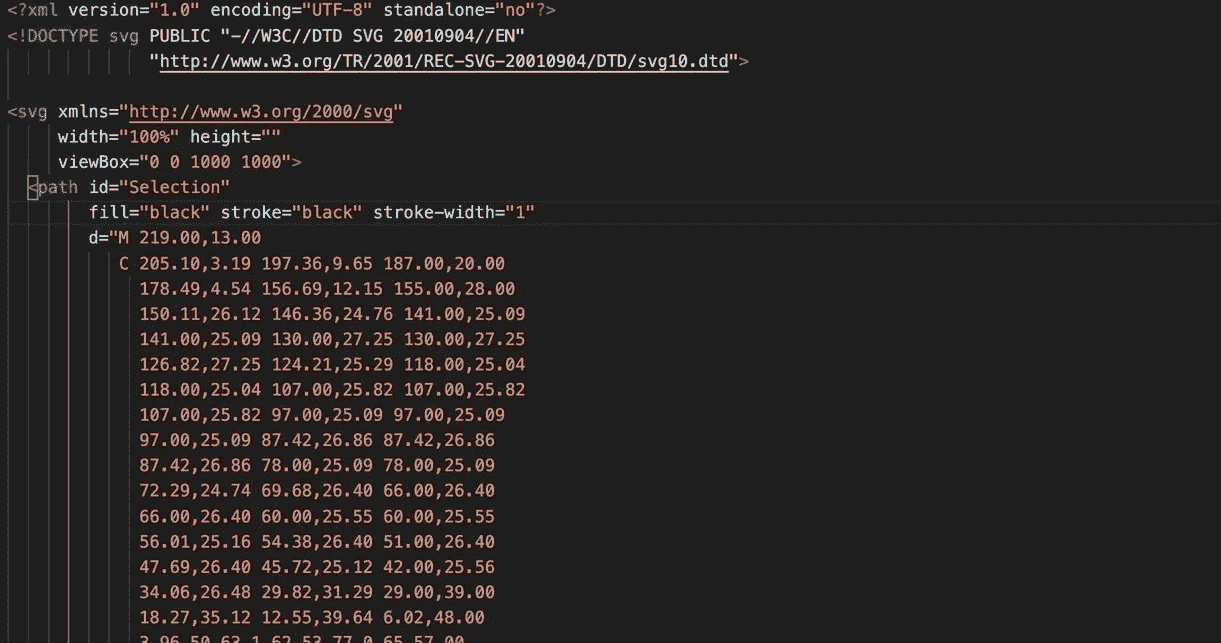 <?xml version="1.0" encoding="UTF-8" standalone="no"?>
<!DOCTYPE svg PUBLIC "-//W3C//DTD SVG 20010904//EN"
"http://www.w3.org/TR/2001/REC-SVG-20010904/DTD/svg10.dtd">
<svg xmlns="http://www.w3.org/2000/svg"
width="100%" height=""
viewBox="0 0 1000 1000">
<path id="Selection"
fill="black" stroke="black" stroke-width="1"
d="M 219.00,13.00
C 205.10,3.19 197.36,9.65 187.00,20.00
178.49,4.54 156.69,12.15 155.00,28.00
150.11,26.12 146.36,24.76 141.00,25.09
141.00,25.09 130.00,27.25 130.00,27.25
126.82,27.25 124.21,25.29 118.00,25.04
118.00,25.04 107.00,25.82 107.00,25.82
107.00,25.82 97.00,25.09 97.00,25.09
97.00,25.09 87.42,26.86 87.42,26.86
87.42,26.86 78.00,25.09 78.00,25.09
72.29,24.74 69.68,26.40 66.00,26.40
66.00,26.40 60.00,25.55 60.00,25.55
56.01,25.16 54.38,26.40 51.00,26.40
47.69,26.40 45.72,25.12 42.00,25.56
34.06,26.48 29.82,31.29 29.00,39.00
18.27,35.12 12.55,39.64 6.02,48.00
3.96,50.63 1.62,53.77 0.65,57.00